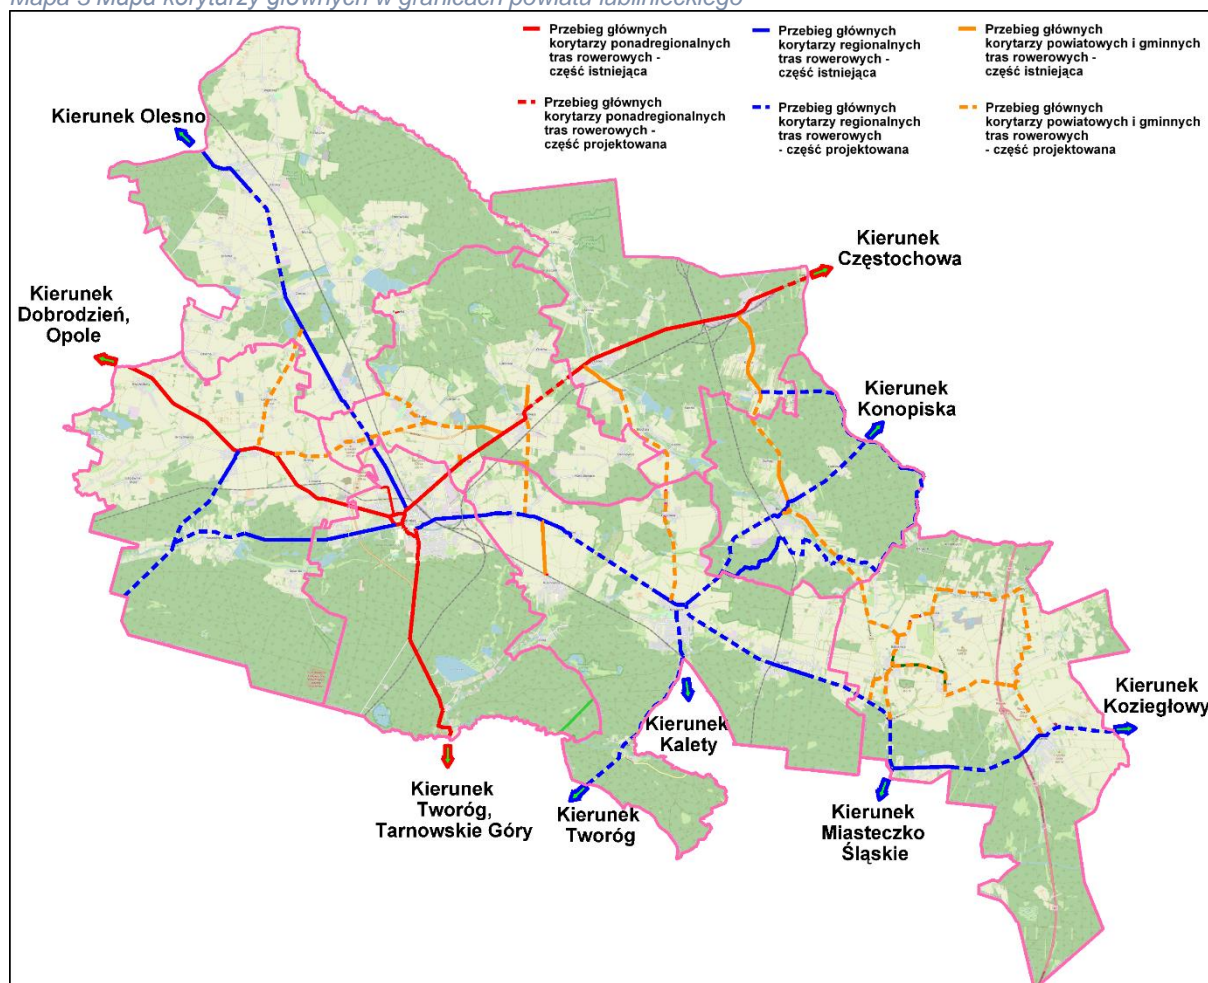 Mapa 3 Mapa korytarzy głównych w granicach powiatu lublinieckiego
Przebieg głównych
korytarzy ponadregionalnych
tras rowerowych -
część istniejąca
Przebieg głównych
korytarzy regionalnych
tras rowerowych -
część istniejąca
Przebieg głównych
korytarzy powiatowych i gminnych
tras rowerowych -
część istniejąca
Przebieg głównych
korytarzy ponadregionalnych
tras rowerowych -
część projektowana
Przebieg głównych
korytarzy regionalnych
tras rowerowych
- część projektowana
Przebieg głównych
korytarzy powiatowych i gminnych
tras rowerowych
- część projektowana
Kierunek Olesno
Kierunek
Częstochowa
Kierunek
Dobrodzień,
Opole
Kierunek
Konopiska
Kierunek
Koziegłowy
Kierunek
Kalety
Kierunek
Tworóg,
Tarnowskie Góry
Kierunek
Tworóg
Kierunek
Miasteczko
Śląskie